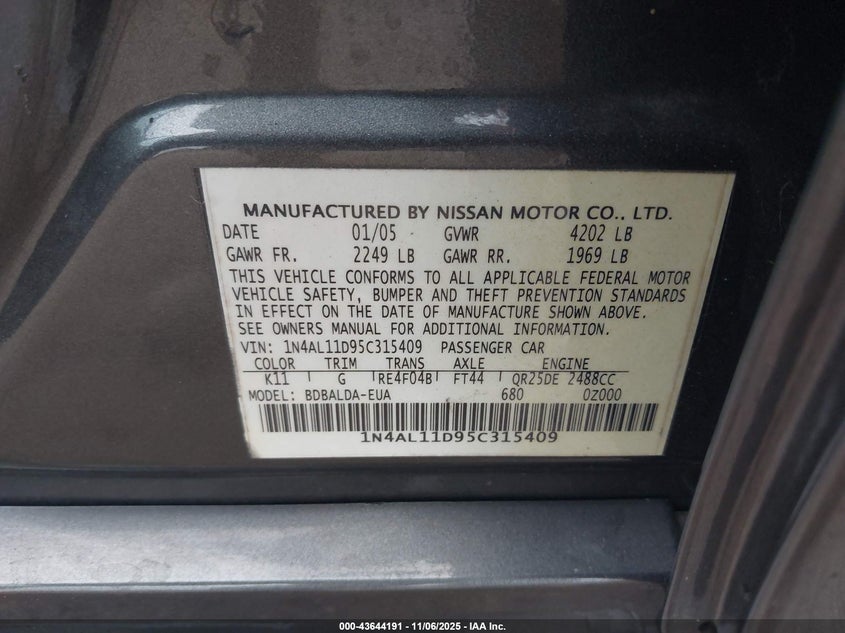 MANUFACTURED BY NISSAN MOTOR CO., LTD.
DATE 01/05 GVWR 4202 LB
GAWR FR. 2249 LB GAWR RR. 1969 LB
THIS VEHICLE CONFORMS TO ALL APPLICABLE FEDERAL MOTOR
VEHICLE SAFETY, BUMPER AND THEFT PREVENTION STANDARDS
IN EFFECT ON THE DATE OF MANUFACTURE SHOWN ABOVE.
SEE OWNERS MANUAL FOR ADDITIONAL INFORMATION.
VIN: 1N4AL11D95C315409 PASSENGER CAR
COLOR TRIM TRANS AXLE ENGINE
K11 G RE4F04B FT44 QR25DE 2488CC
MODEL: BDBALDA-EUA 680 0Z000
1N4AL11D95C315409
000-43644191 - 11/06/2025 - IAA Inc.